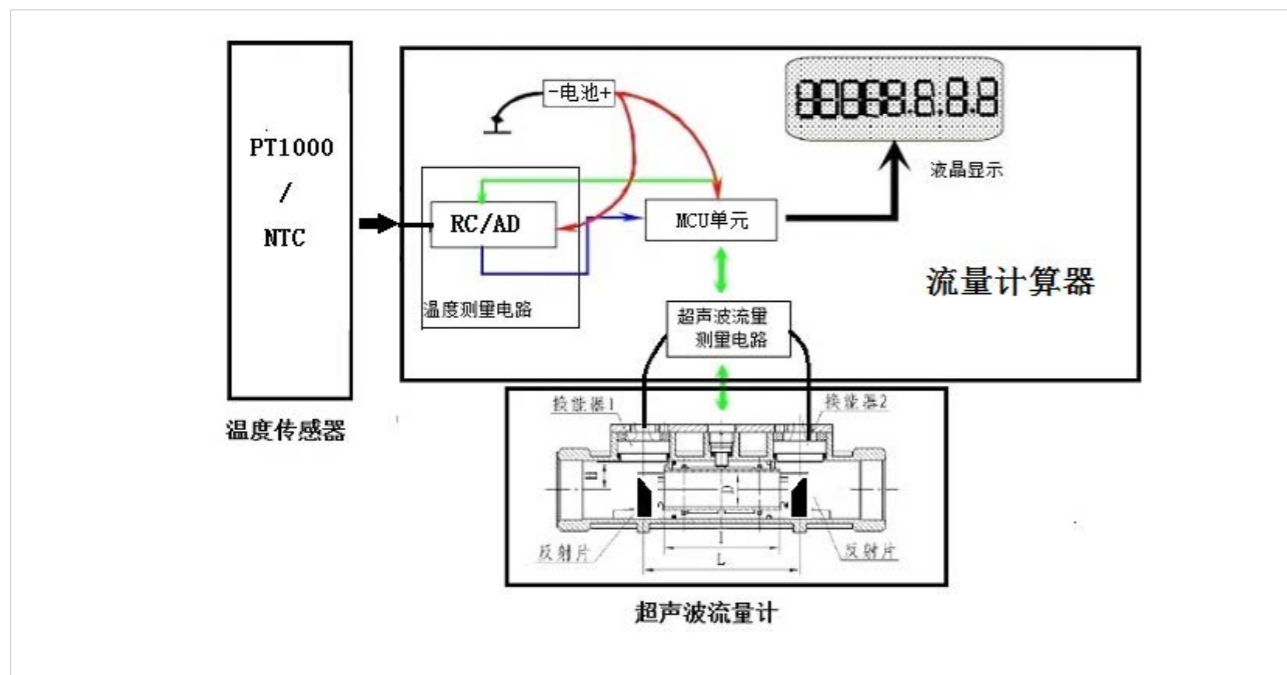 -电池+
液晶显示
PT1000
/
NTC
RC/AD
MCU单元
温度测量电路
流量计算器
超声波流量
测量电路
温度传感器
换能器1
换能器2
H
D
l
L
反射片
反射片
超声波流量计